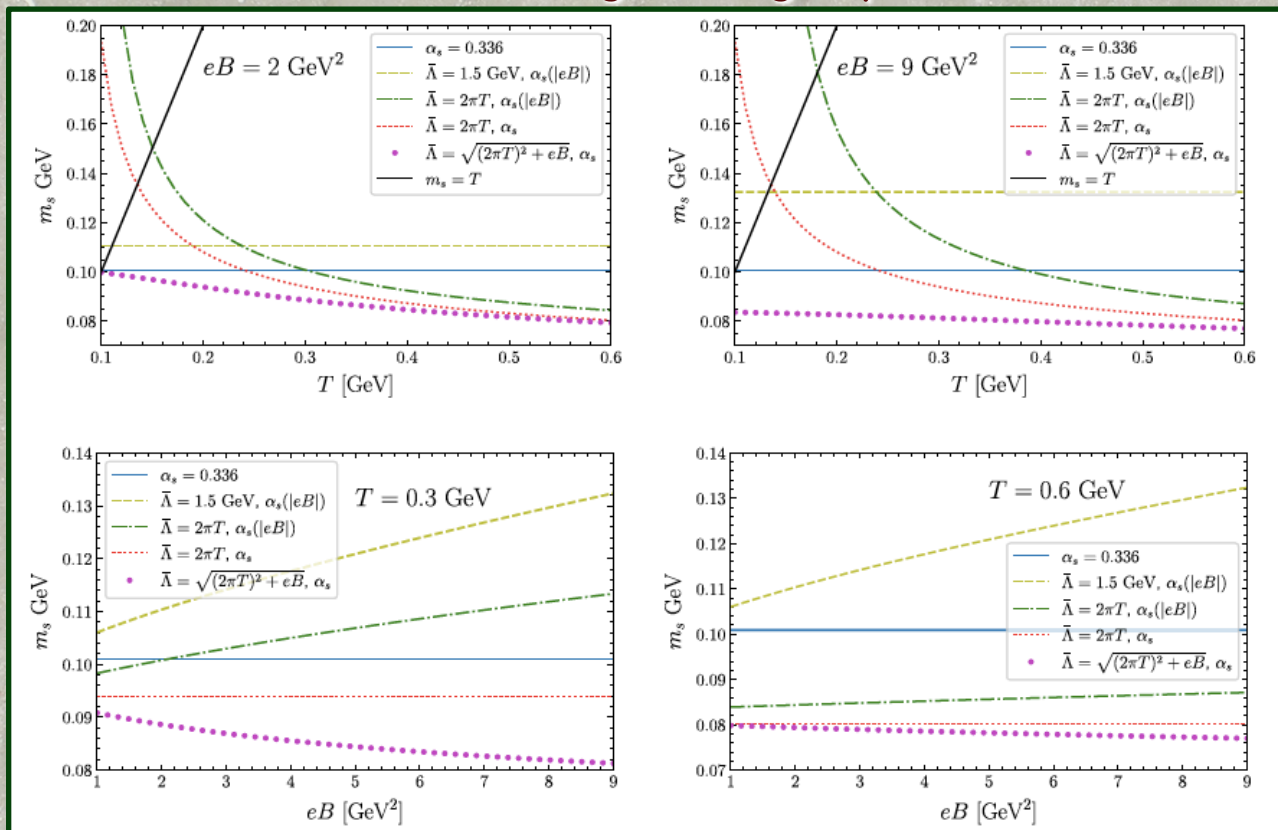 0.20
0.18
0.16
0.14
0.12
0.10
0.08
m_s GeV
eB = 2 GeV²
α_s = 0.336
Λ̄ = 1.5 GeV, α_s(|eB|)
Λ̄ = 2πT, α_s(|eB|)
Λ̄ = 2πT, α_s
Λ̄ = √((2πT)² + eB), α_s
m_s = T
0.1 0.2 0.3 0.4 0.5 0.6
T [GeV]
0.20
0.18
0.16
0.14
0.12
0.10
0.08
m_s GeV
eB = 9 GeV²
α_s = 0.336
Λ̄ = 1.5 GeV, α_s(|eB|)
Λ̄ = 2πT, α_s(|eB|)
Λ̄ = 2πT, α_s
Λ̄ = √((2πT)² + eB), α_s
m_s = T
0.1 0.2 0.3 0.4 0.5 0.6
T [GeV]
0.14
0.13
0.12
0.11
0.10
0.09
0.08
m_s GeV
α_s = 0.336
Λ̄ = 1.5 GeV, α_s(|eB|)
Λ̄ = 2πT, α_s(|eB|)
Λ̄ = 2πT, α_s
Λ̄ = √((2πT)² + eB), α_s
T = 0.3 GeV
1 2 3 4 5 6 7 8 9
eB [GeV²]
0.14
0.13
0.12
0.11
0.10
0.09
0.08
0.07
m_s GeV
T = 0.6 GeV
α_s = 0.336
Λ̄ = 1.5 GeV, α_s(|eB|)
Λ̄ = 2πT, α_s(|eB|)
Λ̄ = 2πT, α_s
Λ̄ = √((2πT)² + eB), α_s
1 2 3 4 5 6 7 8 9
eB [GeV²]